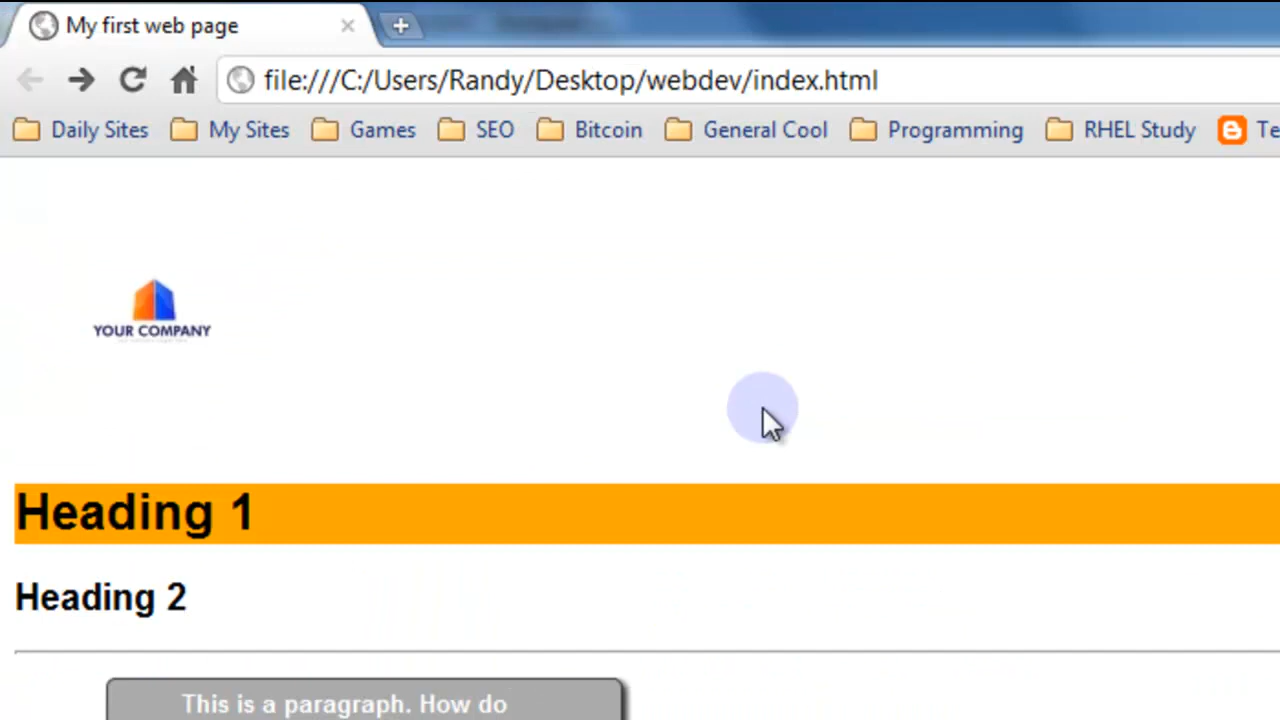 My first web page
file:///C:/Users/Randy/Desktop/webdev/index.html
Daily Sites My Sites Games SEO Bitcoin General Cool Programming RHEL Study Te
YOUR COMPANY
Heading 1
Heading 2
This is a paragraph. How do